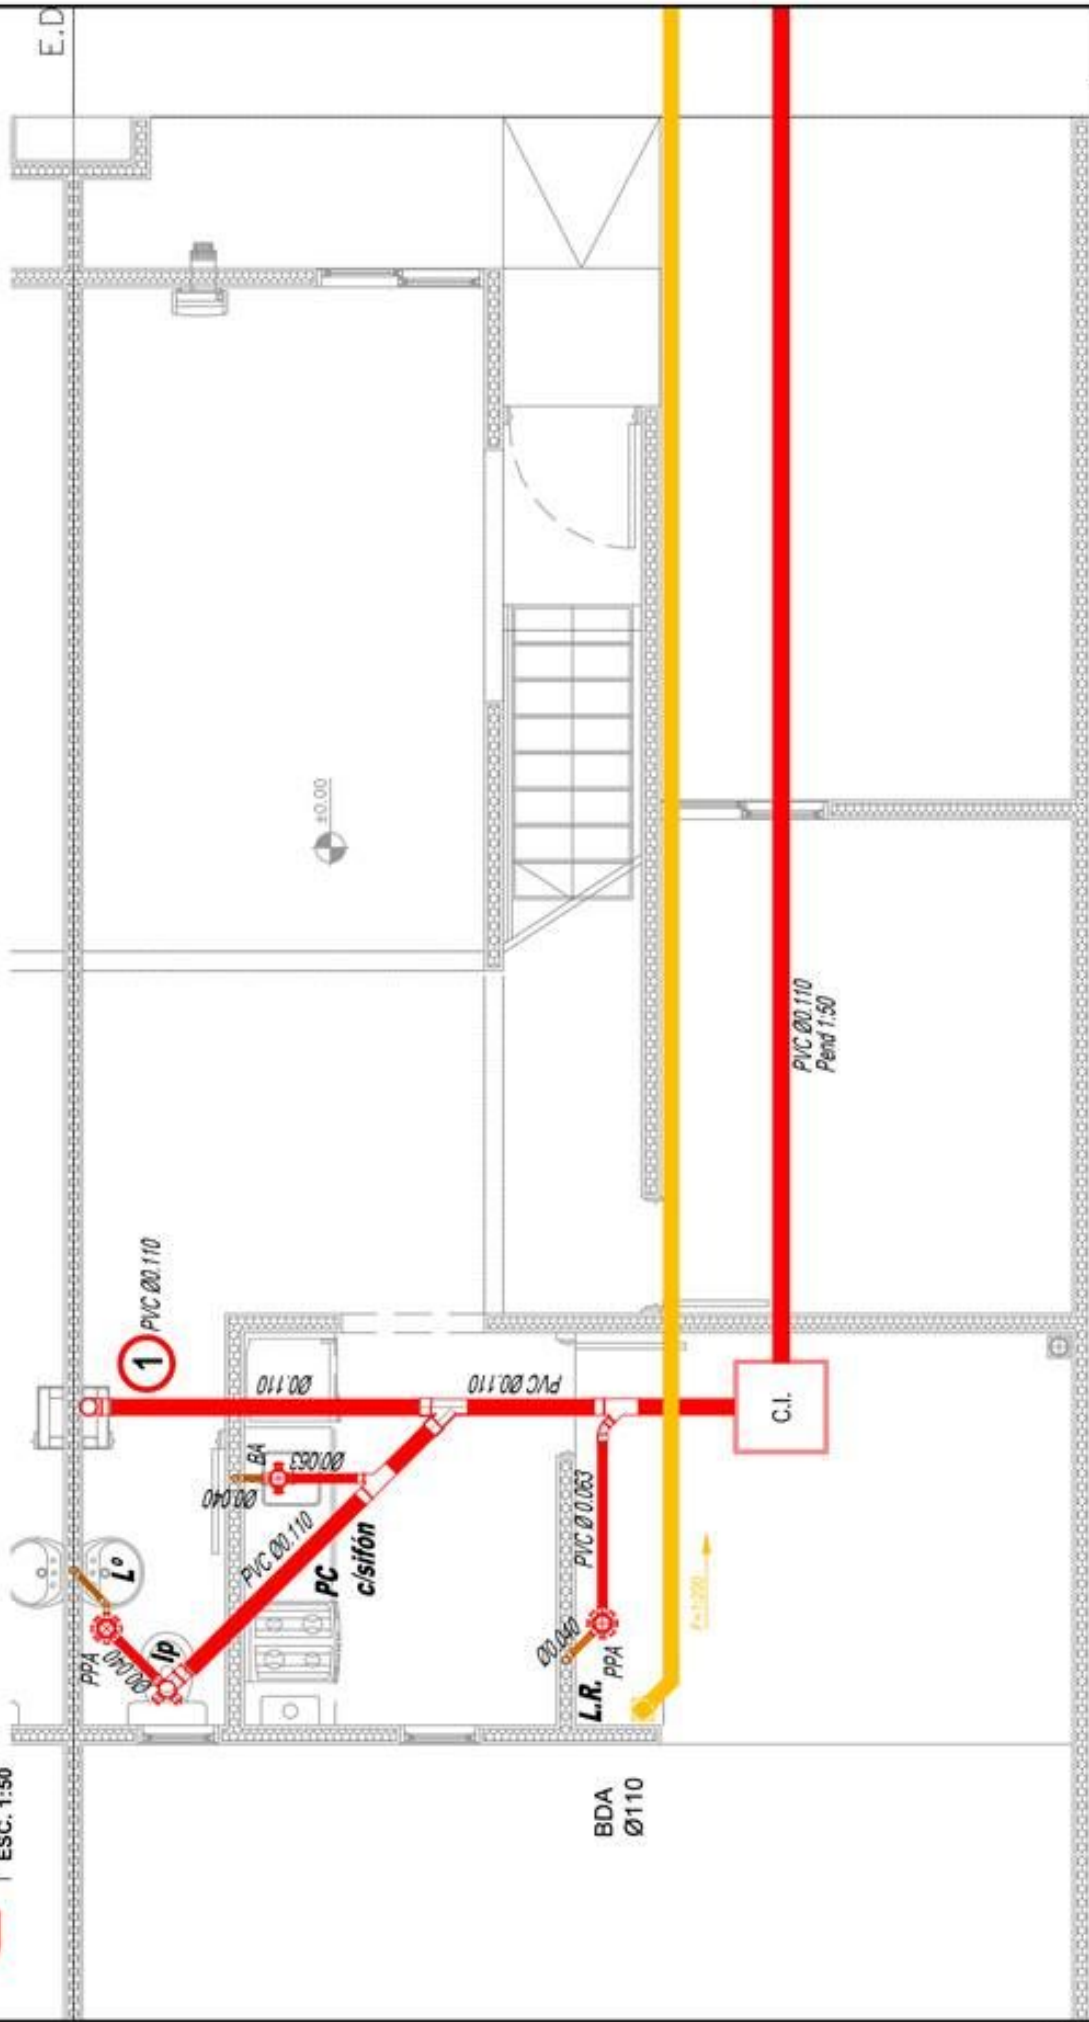 E.D
ESC. 1:50
±0.00
1
PVC Ø0.110
Ø0.110
PVC Ø0.110
BA
Ø0.063
Ø0.040
PVC Ø0.110
PC
c/sifón
Lº
PPA
Ø0.040
Ip
PVC Ø 0.063
Ø0.040
L.R.
PPA
C.I.
PVC Ø0.110
Pend 1:50
P=1:200
BDA
Ø110